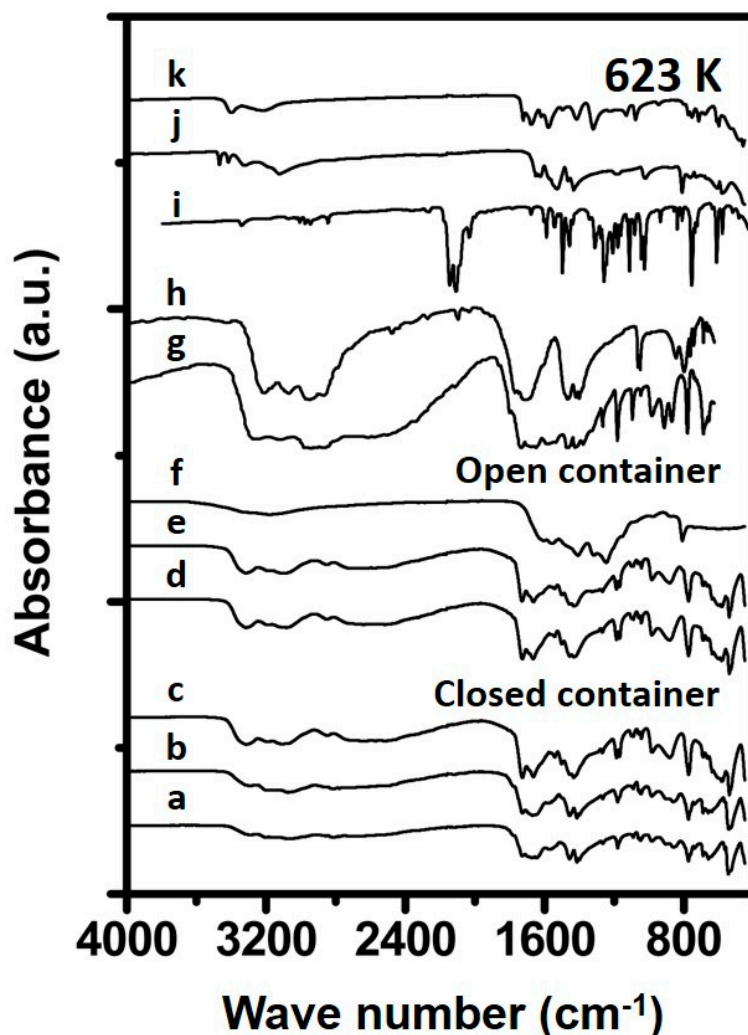 623 K
k
j
i
h
g
Open container
f
e
d
Closed container
c
b
a
Absorbance (a.u.)
4000 3200 2400 1600 800
Wave number (cm⁻¹)